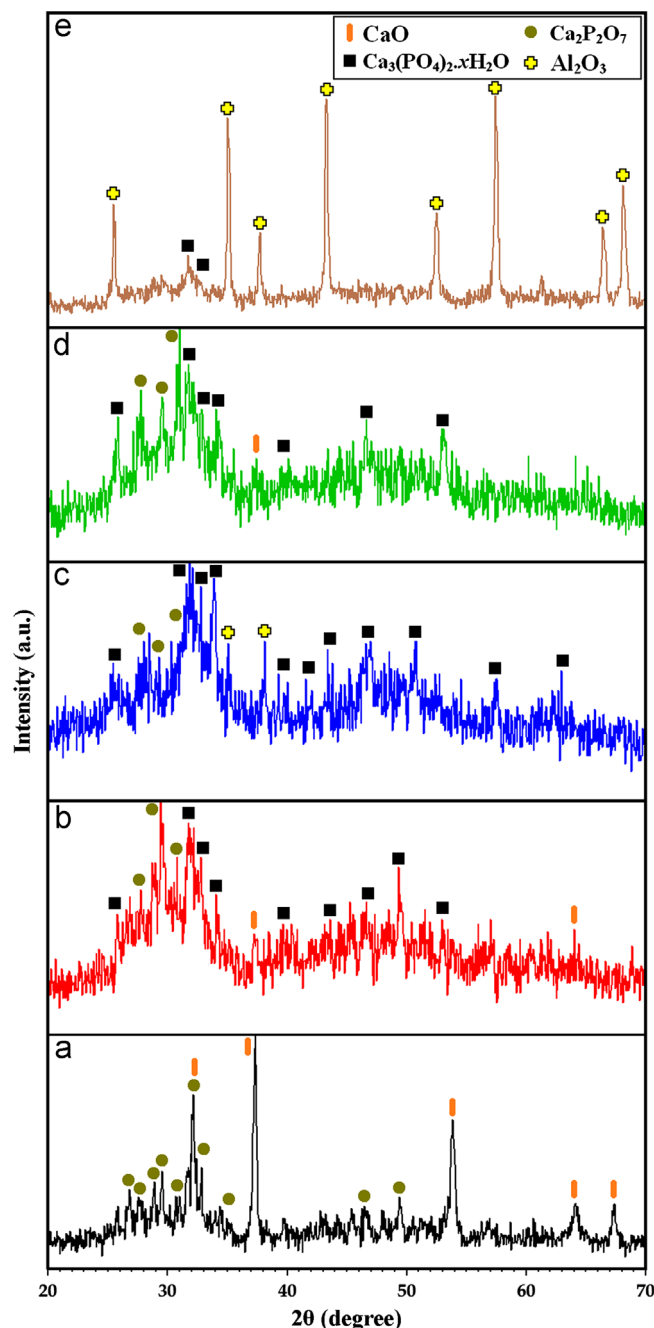 e
CaO
Ca₂P₂O₇
Ca₃(PO₄)₂.xH₂O
Al₂O₃
d
c
b
a
Intensity (a.u.)
20 30 40 50 60 70
2θ (degree)